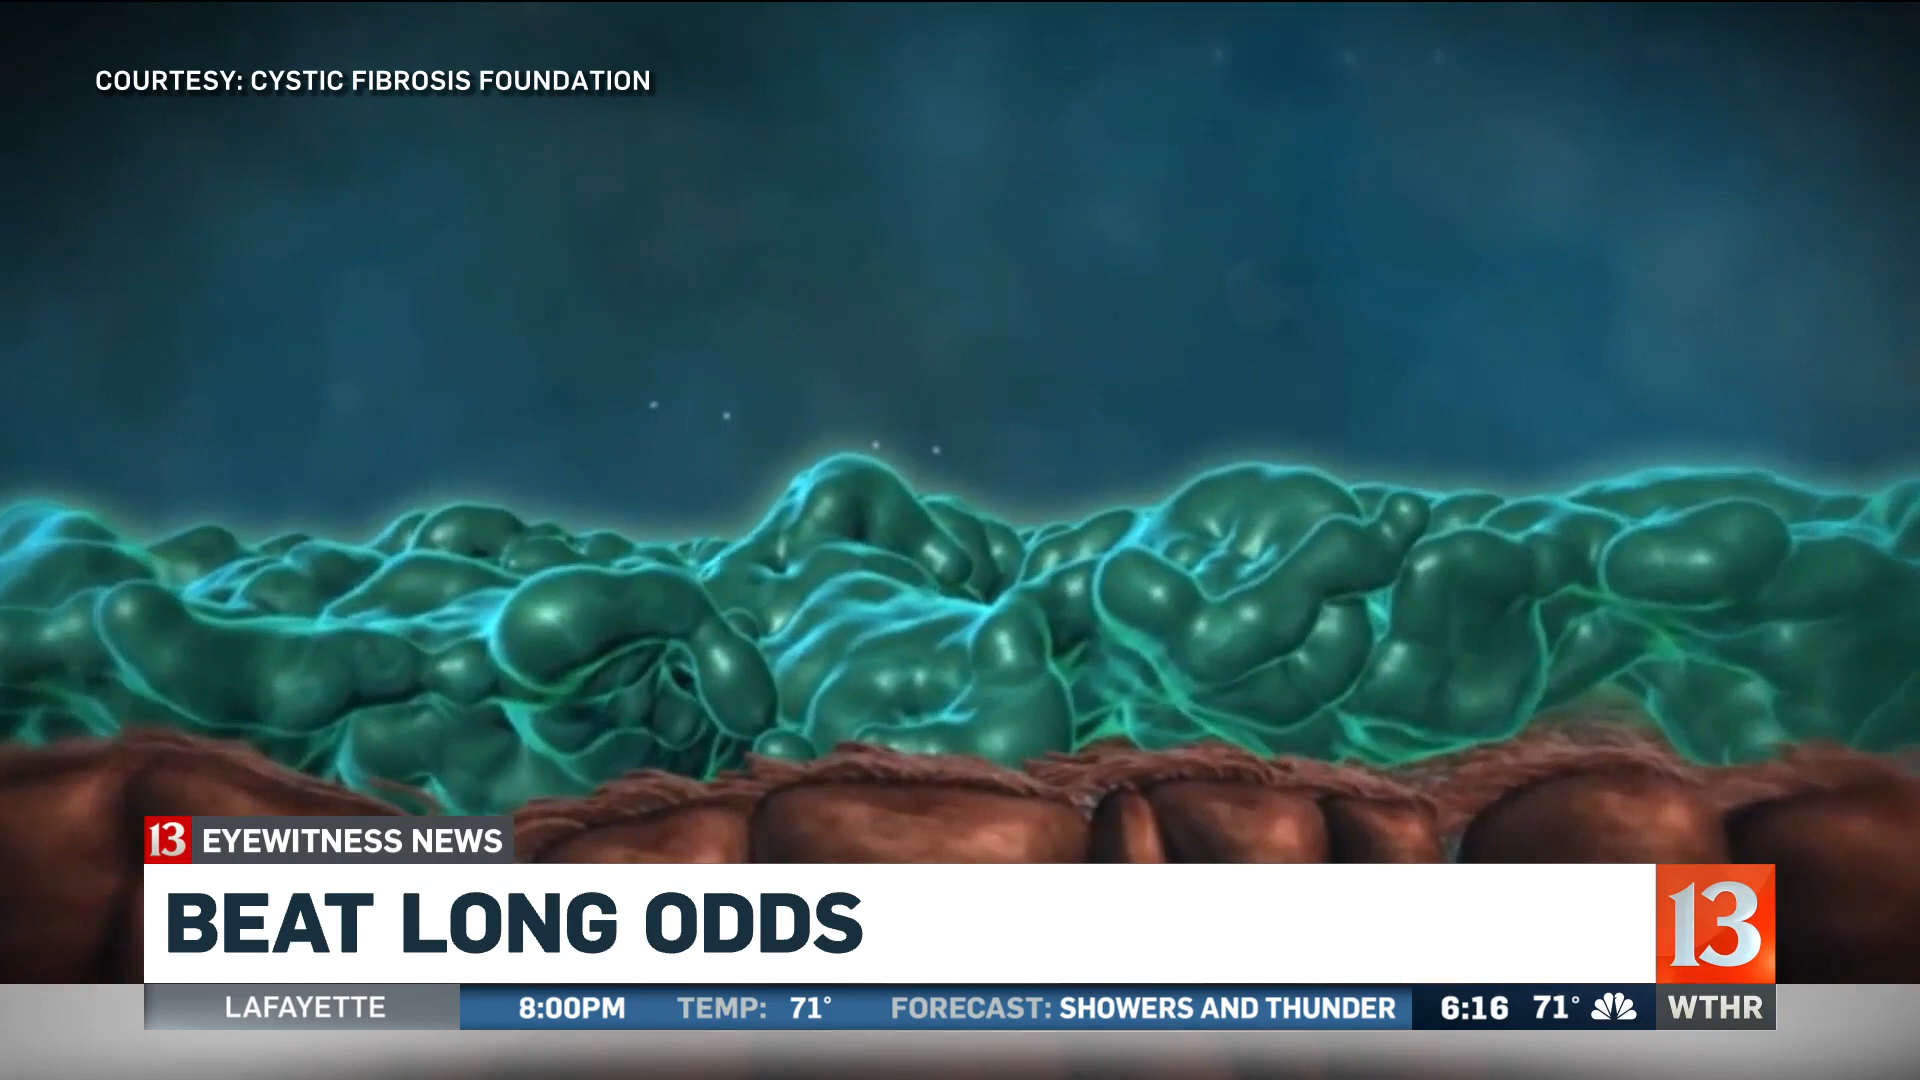 COURTESY: CYSTIC FIBROSIS FOUNDATION
13 EYEWITNESS NEWS
BEAT LONG ODDS
13
LAFAYETTE 8:00PM TEMP: 71° FORECAST: SHOWERS AND THUNDER 6:16 71° WTHR